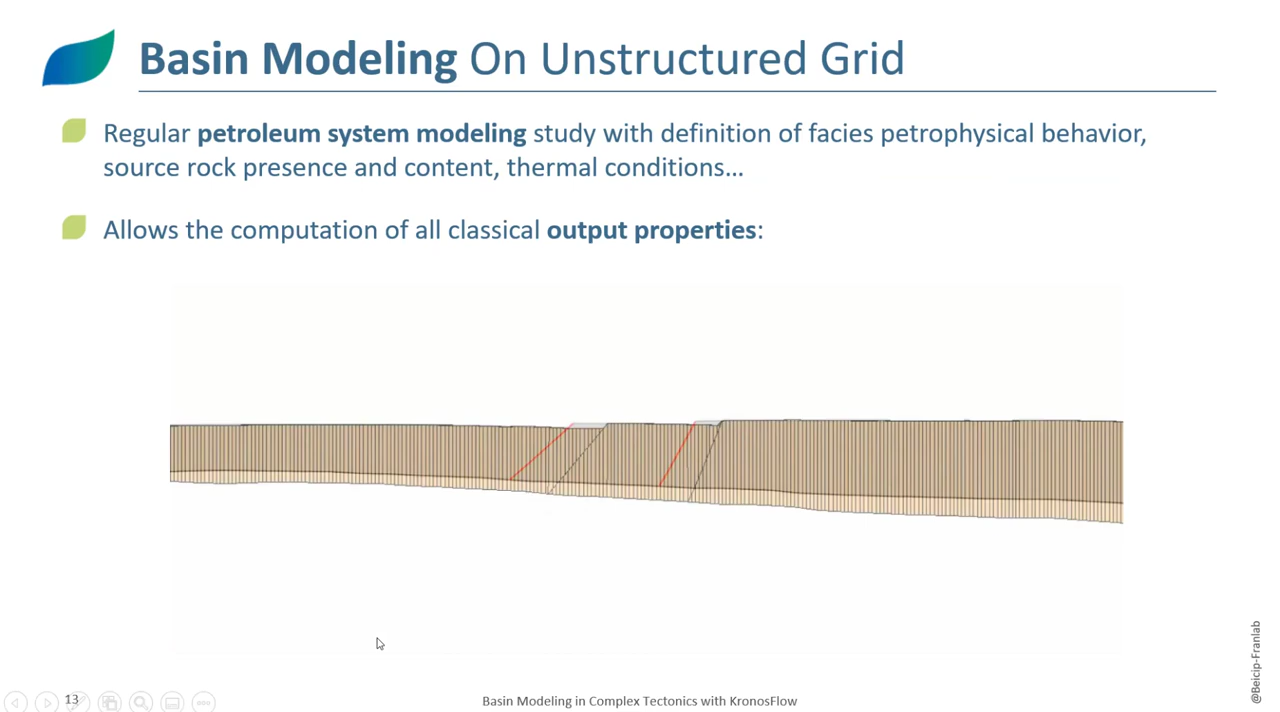 Basin Modeling On Unstructured Grid
Regular petroleum system modeling study with definition of facies petrophysical behavior,
source rock presence and content, thermal conditions…
Allows the computation of all classical output properties:
@Beicip-Franlab
13
Basin Modeling in Complex Tectonics with KronosFlow